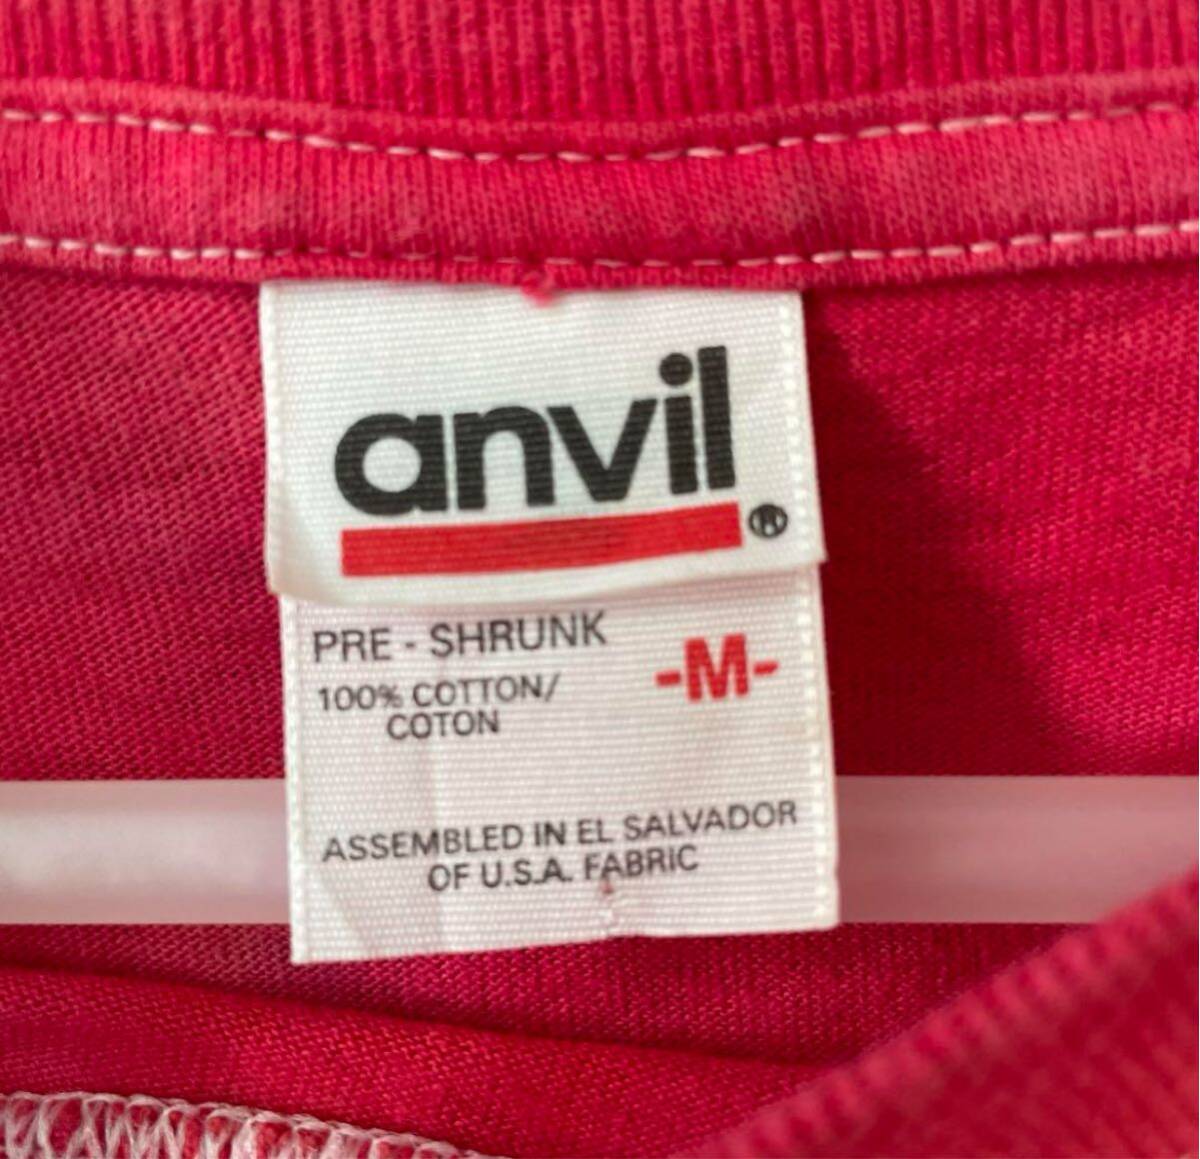 anvil®
PRE - SHRUNK
-M-
100% COTTON/
COTON
ASSEMBLED IN EL SALVADOR
OF U.S.A. FABRIC